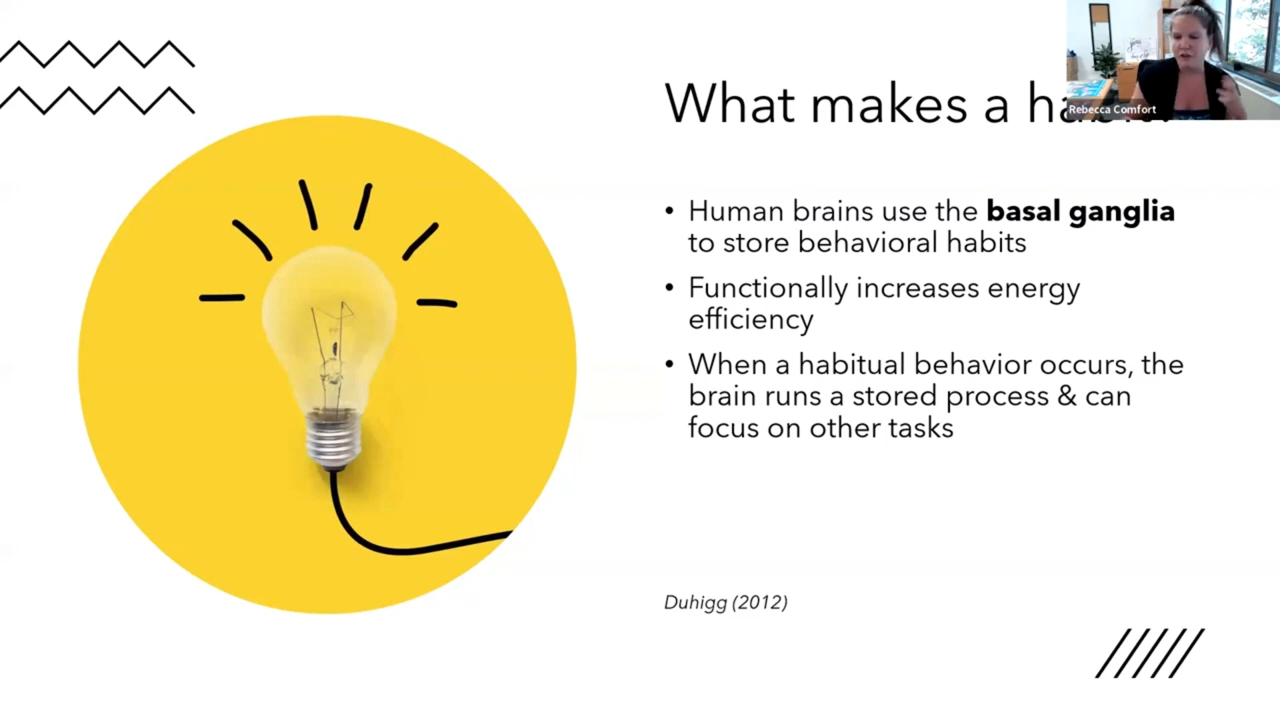 What makes a
Rebecca Comfort
• Human brains use the basal ganglia
to store behavioral habits
• Functionally increases energy
efficiency
• When a habitual behavior occurs, the
brain runs a stored process & can
focus on other tasks
Duhigg (2012)